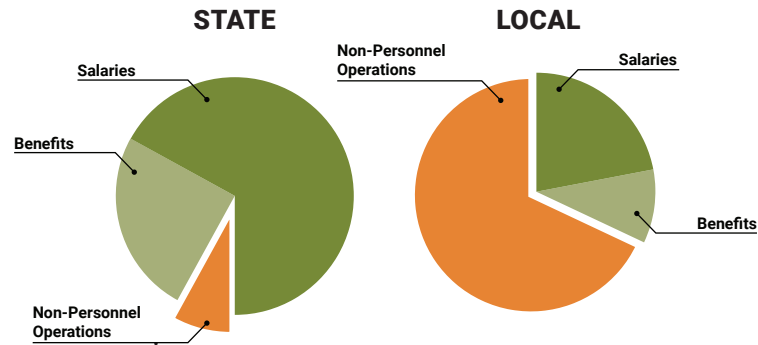 STATE
Salaries
Benefits
Non-Personnel
Operations
LOCAL
Non-Personnel
Operations
Salaries
Benefits